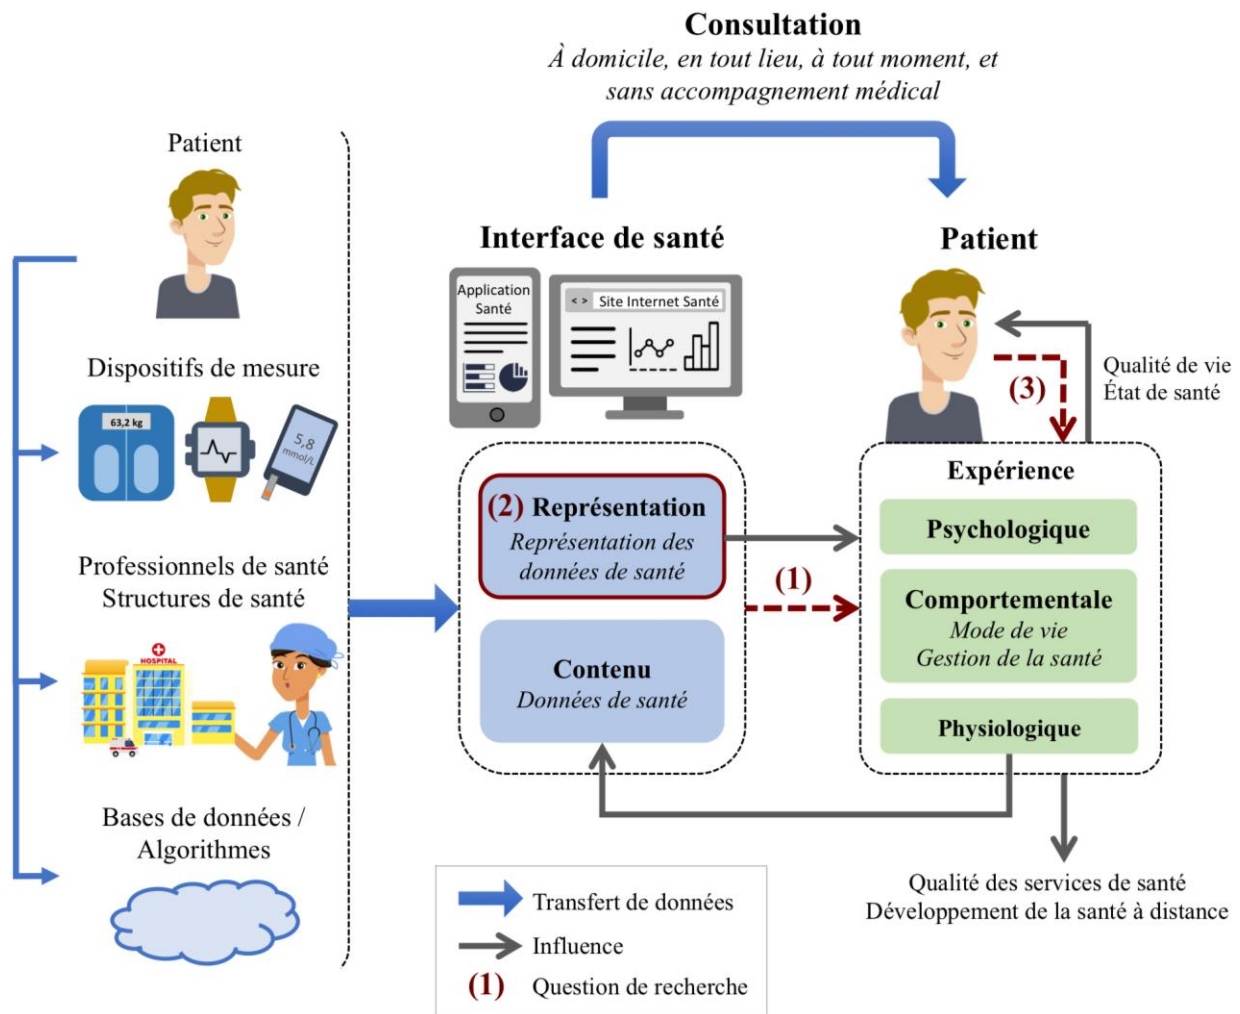 Consultation
À domicile, en tout lieu, à tout moment, et
sans accompagnement médical
Patient
Dispositifs de mesure
63,2 kg
5,8
mmol/L
Professionnels de santé
Structures de santé
HOSPITAL
Bases de données /
Algorithmes
Interface de santé
Application
Santé
< > Site Internet Santé
Patient
(3)
Qualité de vie
État de santé
(2) Représentation
Représentation des
données de santé
Contenu
Données de santé
(1)
Expérience
Psychologique
Comportementale
Mode de vie
Gestion de la santé
Physiologique
Qualité des services de santé
Développement de la santé à distance
Transfert de données
Influence
(1) Question de recherche